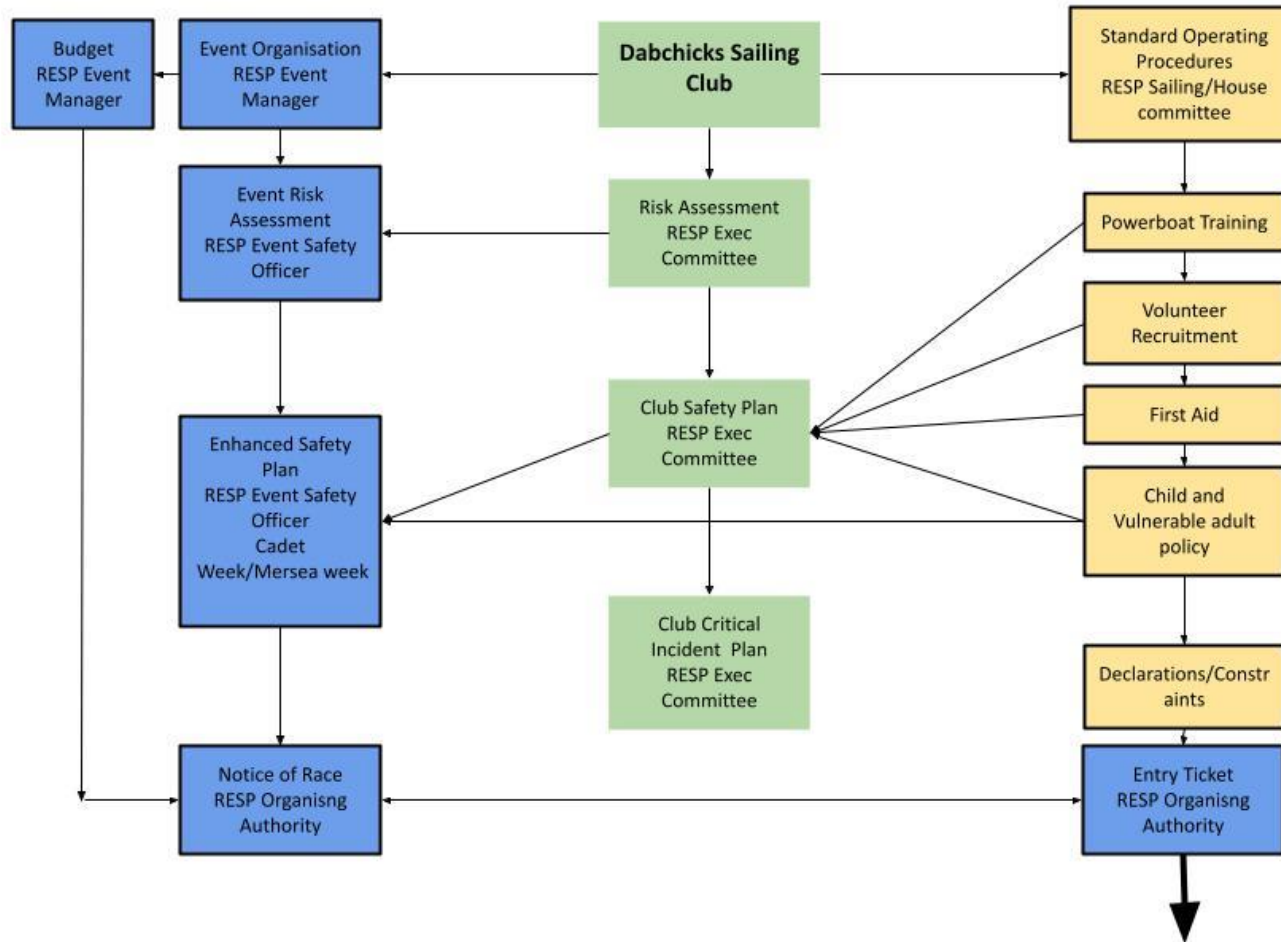 Budget
RESP Event
Manager
Event Organisation
RESP Event
Manager
Dabchicks Sailing
Club
Standard Operating
Procedures
RESP Sailing/House
committee
Event Risk
Assessment
RESP Event Safety
Officer
Risk Assessment
RESP Exec
Committee
Powerboat Training
Volunteer
Recruitment
First Aid
Club Safety Plan
RESP Exec
Committee
Enhanced Safety
Plan
RESP Event Safety
Officer
Cadet
Week/Mersea week
Child and
Vulnerable adult
policy
Club Critical
Incident  Plan
RESP Exec
Committee
Declarations/Constr
aints
Notice of Race
RESP Organisng
Authority
Entry Ticket
RESP Organisng
Authority